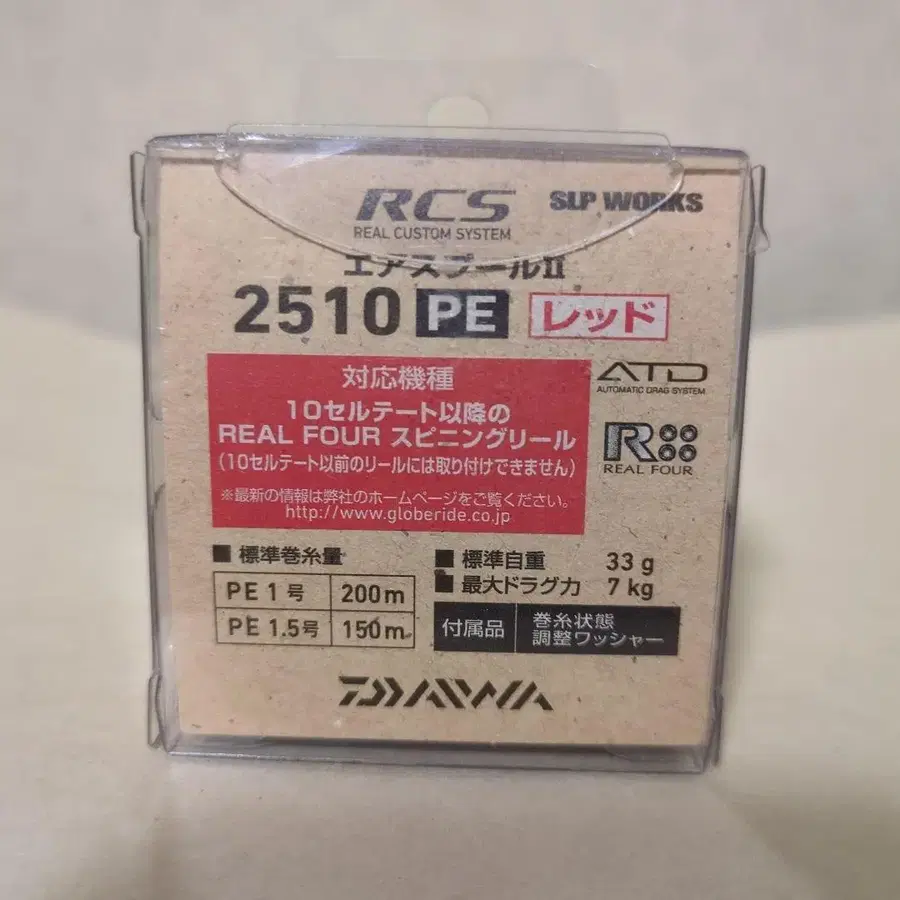 RCS
REAL CUSTOM SYSTEM
SLP WORKS
エアスプールII
2510 PE レッド
対応機種
10セルテート以降の
REAL FOUR スピニングリール
(10セルテート以前のリールには取り付けできません)
※最新の情報は弊社のホームページをご覧ください。
http://www.globeride.co.jp
ATD
AUTOMATIC DRAG SYSTEM
R
REAL FOUR
■ 標準巻糸量
PE 1 号 200m
PE 1.5号 150m
■ 標準自重 33 g
■ 最大ドラグ力 7 kg
付属品 巻糸状態
調整ワッシャー
DAIWA